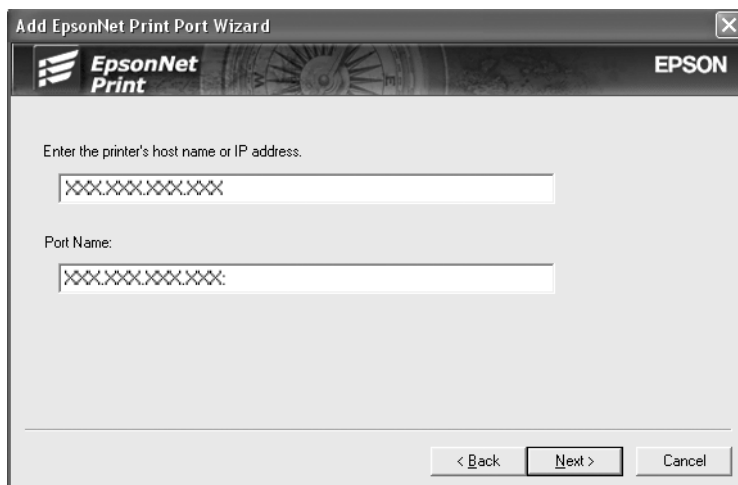 Add EpsonNet Print Port Wizard
EpsonNet
Print
EPSON
Enter the printer's host name or IP address.
XXX.XXX.XXX.XXX
Port Name:
XXX.XXX.XXX.XXX:
< Back
Next >
Cancel